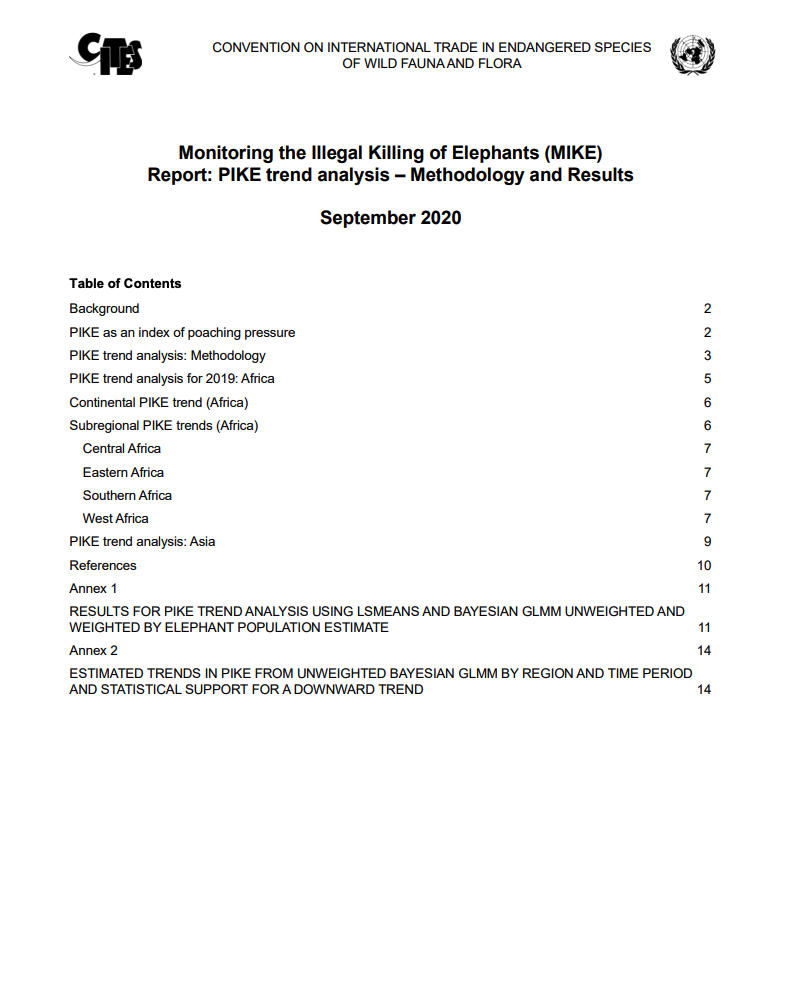 CITES
CONVENTION ON INTERNATIONAL TRADE IN ENDANGERED SPECIES
OF WILD FAUNA AND FLORA
Monitoring the Illegal Killing of Elephants (MIKE)
Report: PIKE trend analysis – Methodology and Results
September 2020
Table of Contents
Background 2
PIKE as an index of poaching pressure 2
PIKE trend analysis: Methodology 3
PIKE trend analysis for 2019: Africa 5
Continental PIKE trend (Africa) 6
Subregional PIKE trends (Africa) 6
Central Africa 7
Eastern Africa 7
Southern Africa 7
West Africa 7
PIKE trend analysis: Asia 9
References 10
Annex 1 11
RESULTS FOR PIKE TREND ANALYSIS USING LSMEANS AND BAYESIAN GLMM UNWEIGHTED AND
WEIGHTED BY ELEPHANT POPULATION ESTIMATE 11
Annex 2 14
ESTIMATED TRENDS IN PIKE FROM UNWEIGHTED BAYESIAN GLMM BY REGION AND TIME PERIOD
AND STATISTICAL SUPPORT FOR A DOWNWARD TREND 14